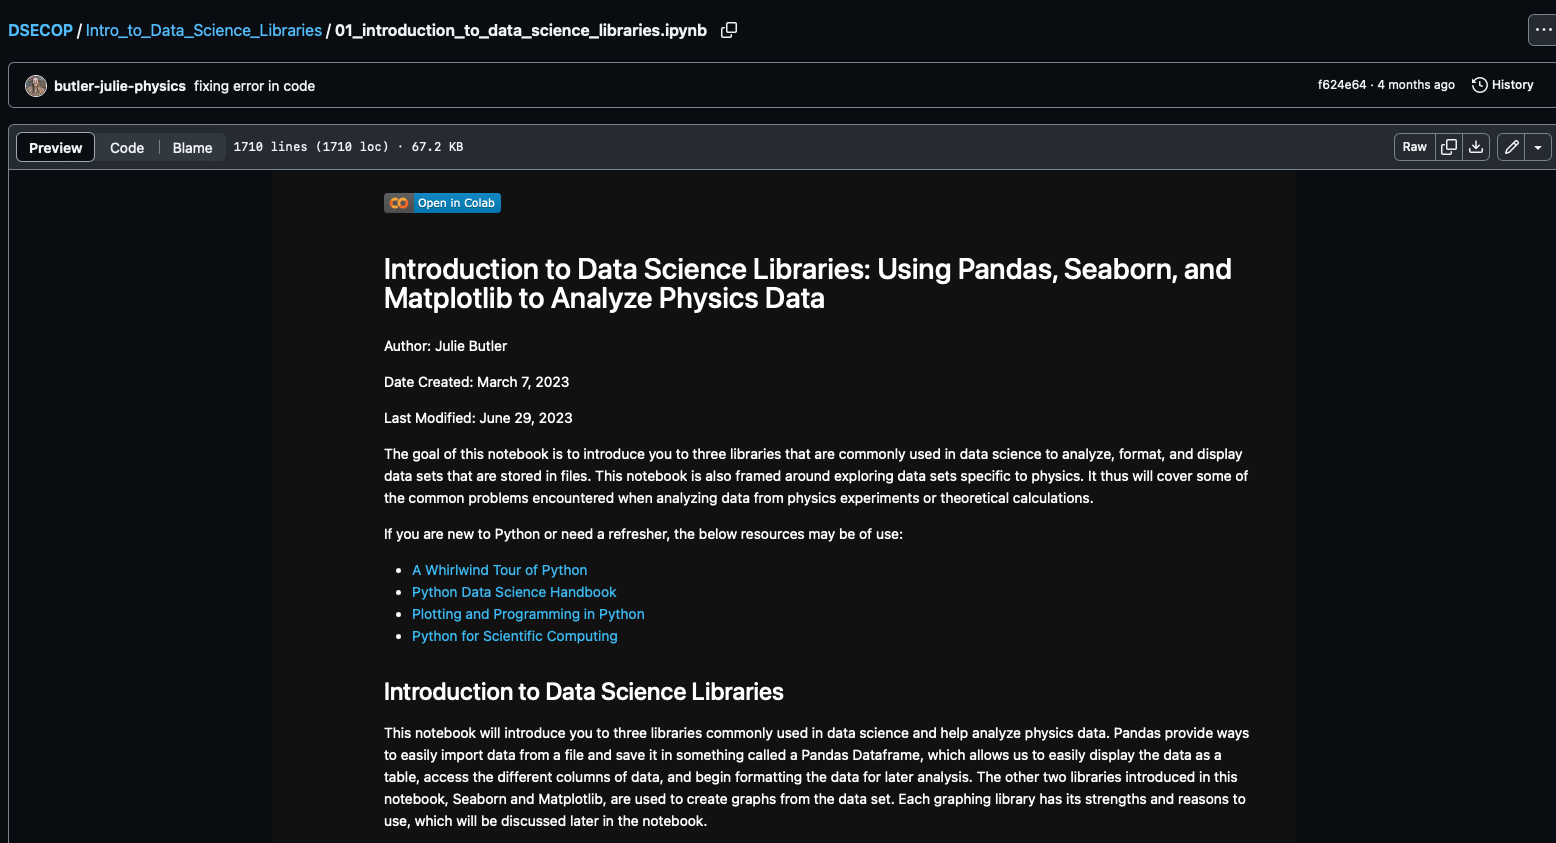 DSECOP / Intro_to_Data_Science_Libraries / 01_introduction_to_data_science_libraries.ipynb
butler-julie-physics fixing error in code f624e64 · 4 months ago History
Preview Code Blame 1710 lines (1710 loc) · 67.2 KB Raw
Open in Colab
Introduction to Data Science Libraries: Using Pandas, Seaborn, and
Matplotlib to Analyze Physics Data
Author: Julie Butler
Date Created: March 7, 2023
Last Modified: June 29, 2023
The goal of this notebook is to introduce you to three libraries that are commonly used in data science to analyze, format, and display
data sets that are stored in files. This notebook is also framed around exploring data sets specific to physics. It thus will cover some of
the common problems encountered when analyzing data from physics experiments or theoretical calculations.
If you are new to Python or need a refresher, the below resources may be of use:
• A Whirlwind Tour of Python
• Python Data Science Handbook
• Plotting and Programming in Python
• Python for Scientific Computing
Introduction to Data Science Libraries
This notebook will introduce you to three libraries commonly used in data science and help analyze physics data. Pandas provide ways
to easily import data from a file and save it in something called a Pandas Dataframe, which allows us to easily display the data as a
table, access the different columns of data, and begin formatting the data for later analysis. The other two libraries introduced in this
notebook, Seaborn and Matplotlib, are used to create graphs from the data set. Each graphing library has its strengths and reasons to
use, which will be discussed later in the notebook.